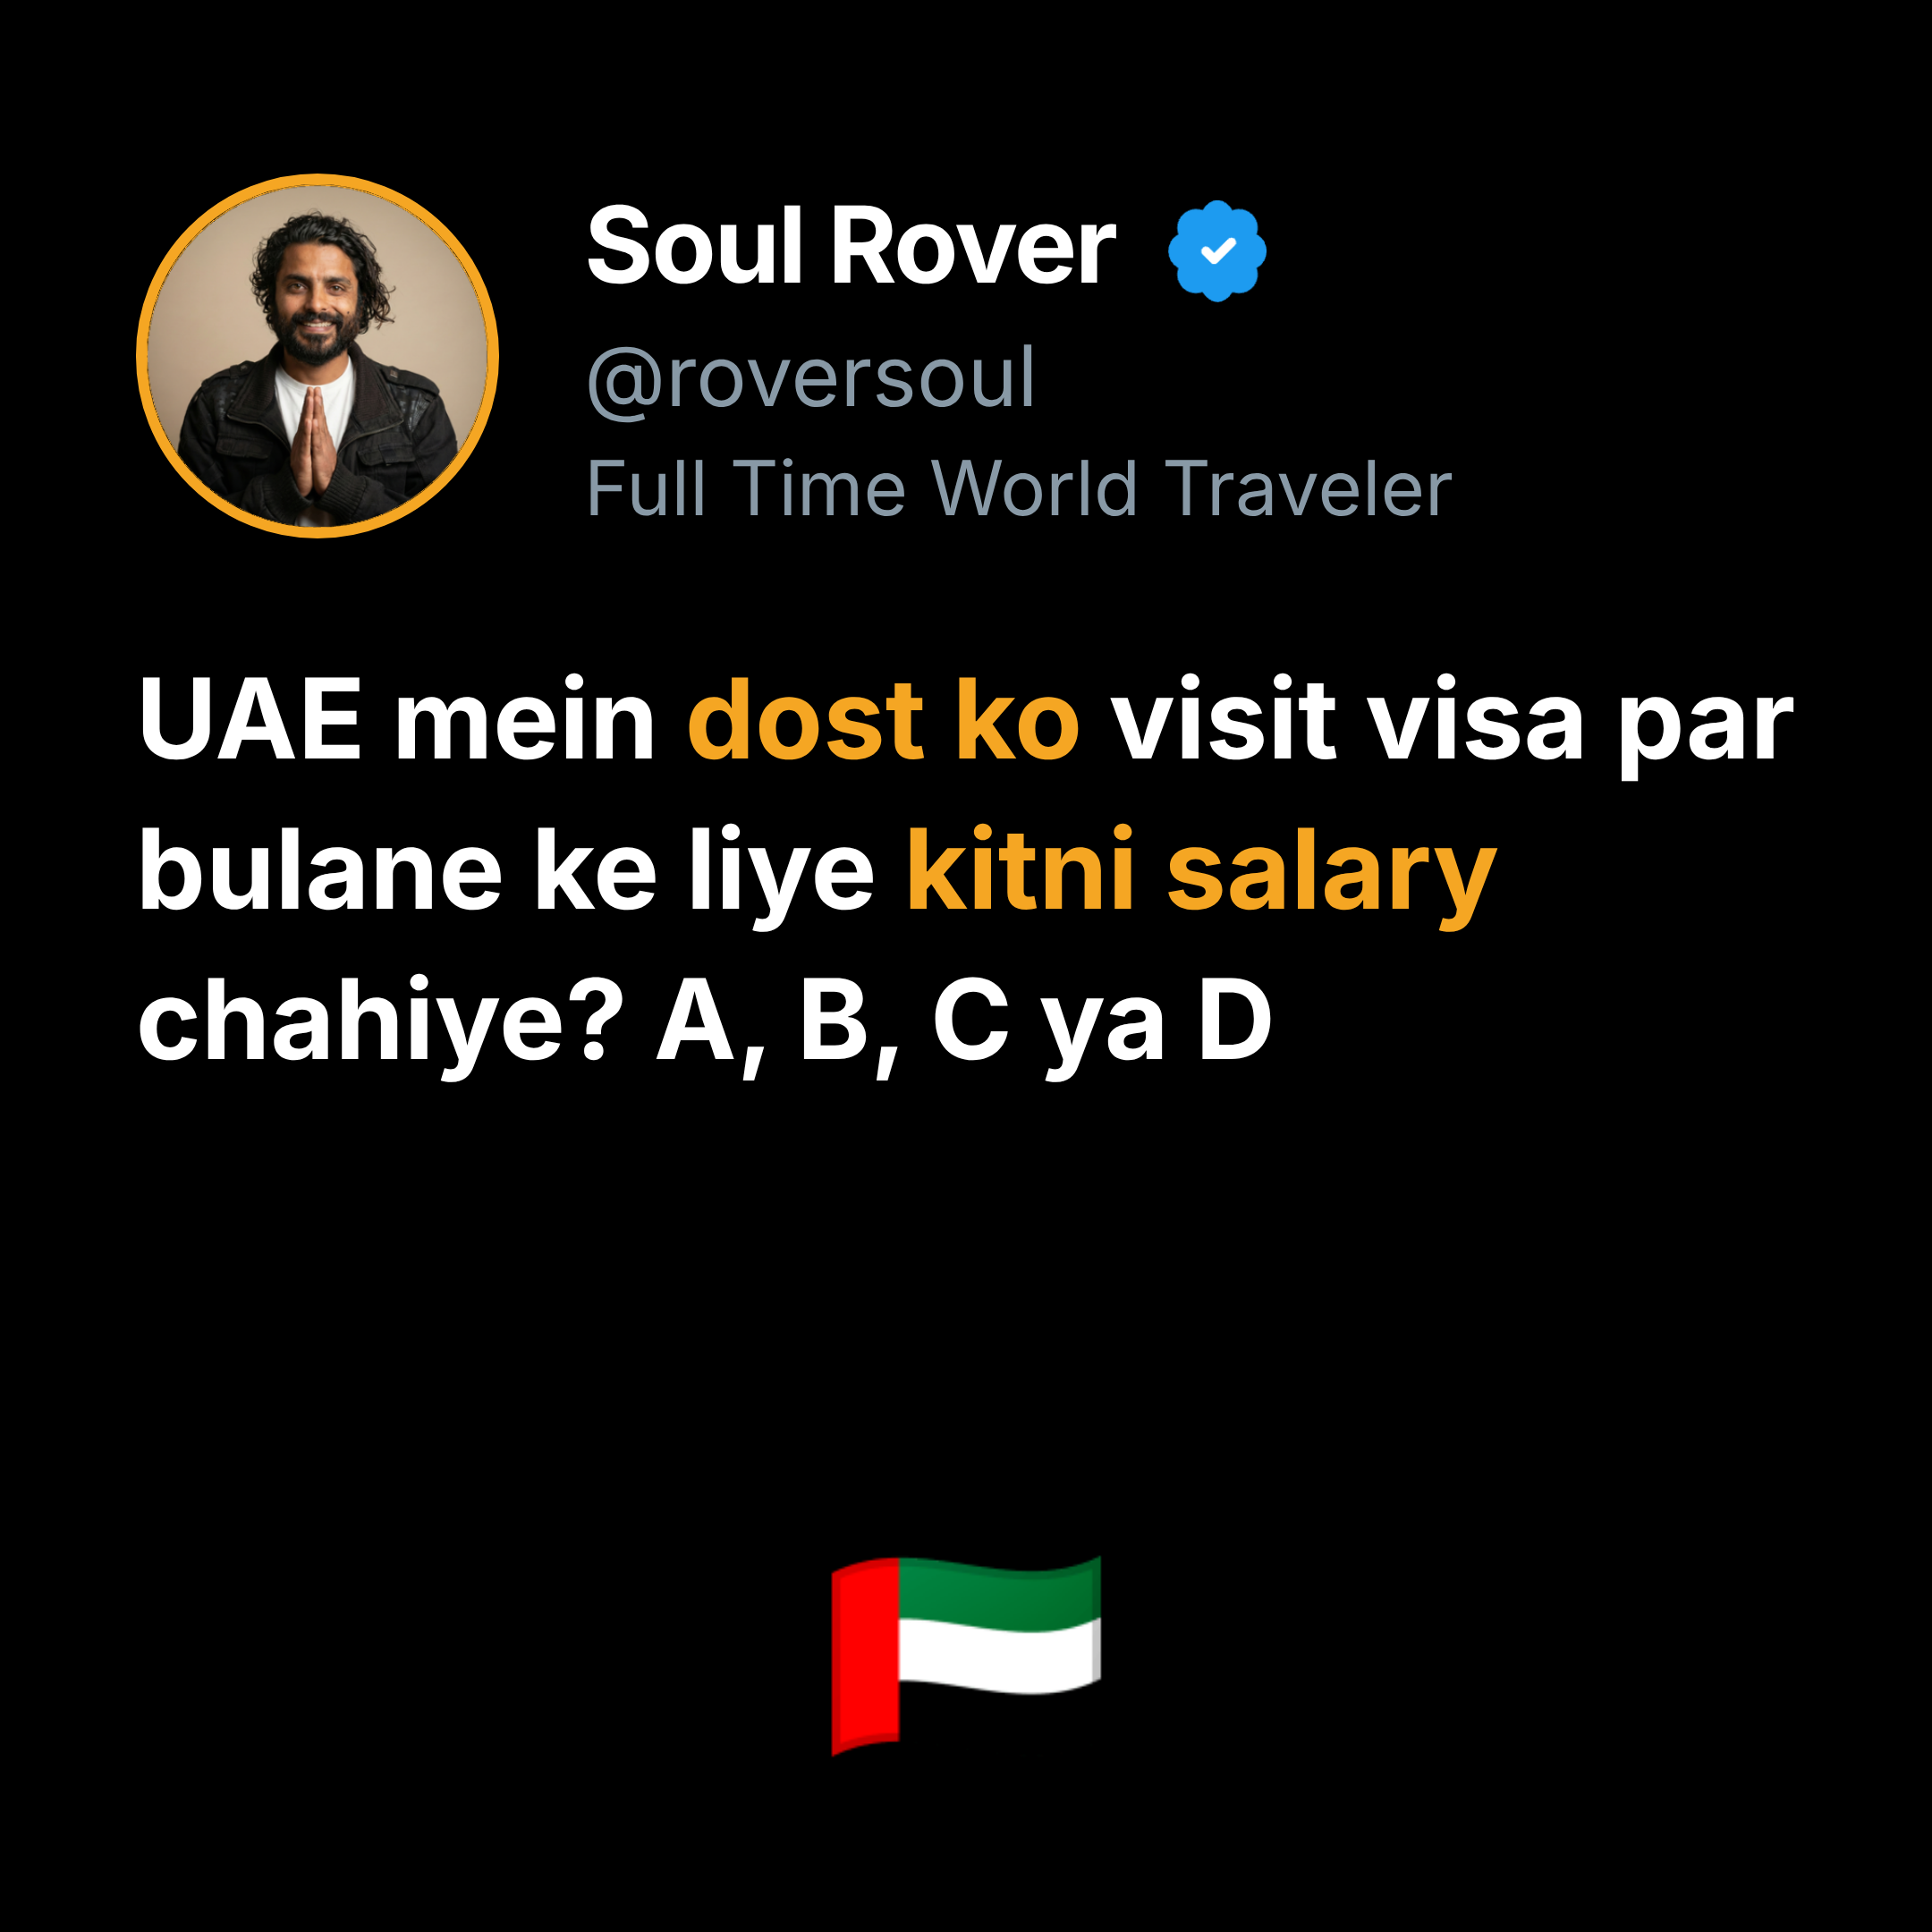 Soul Rover
@roversoul
Full Time World Traveler
UAE mein dost ko visit visa par
bulane ke liye kitni salary
chahiye? A, B, C ya D